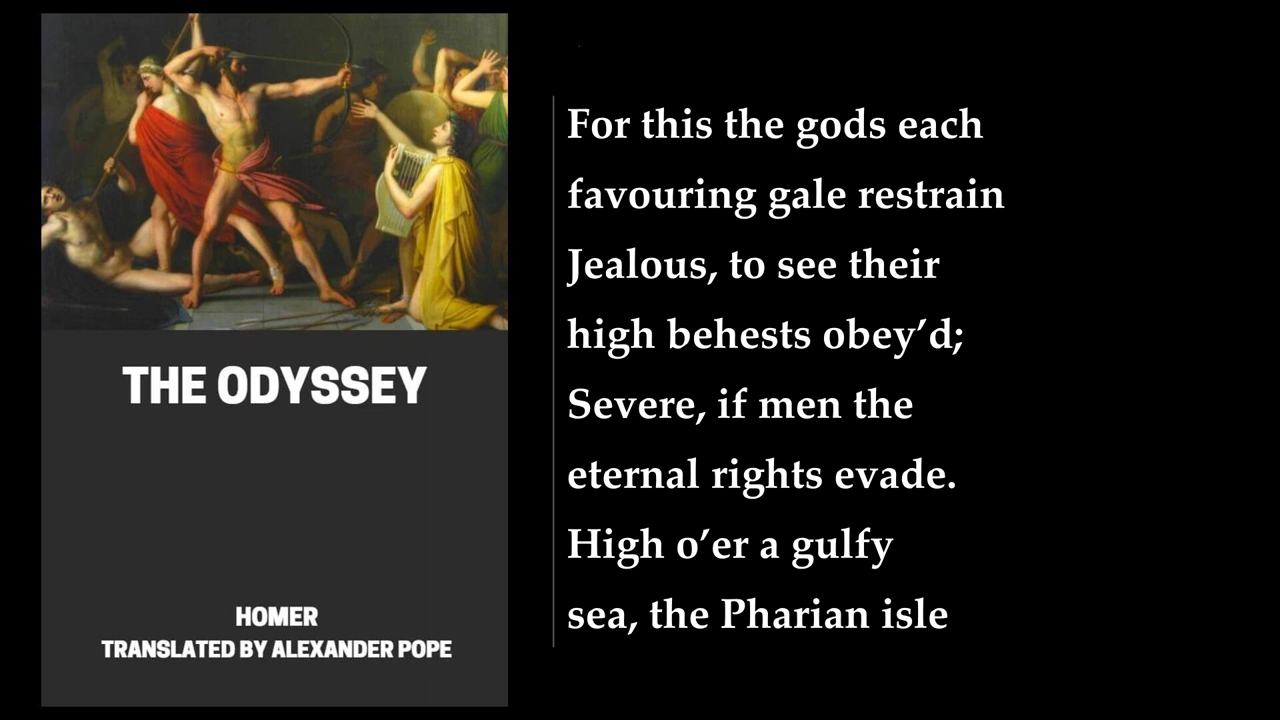 THE ODYSSEY
HOMER
TRANSLATED BY ALEXANDER POPE
For this the gods each
favouring gale restrain
Jealous, to see their
high behests obey’d;
Severe, if men the
eternal rights evade.
High o’er a gulfy
sea, the Pharian isle